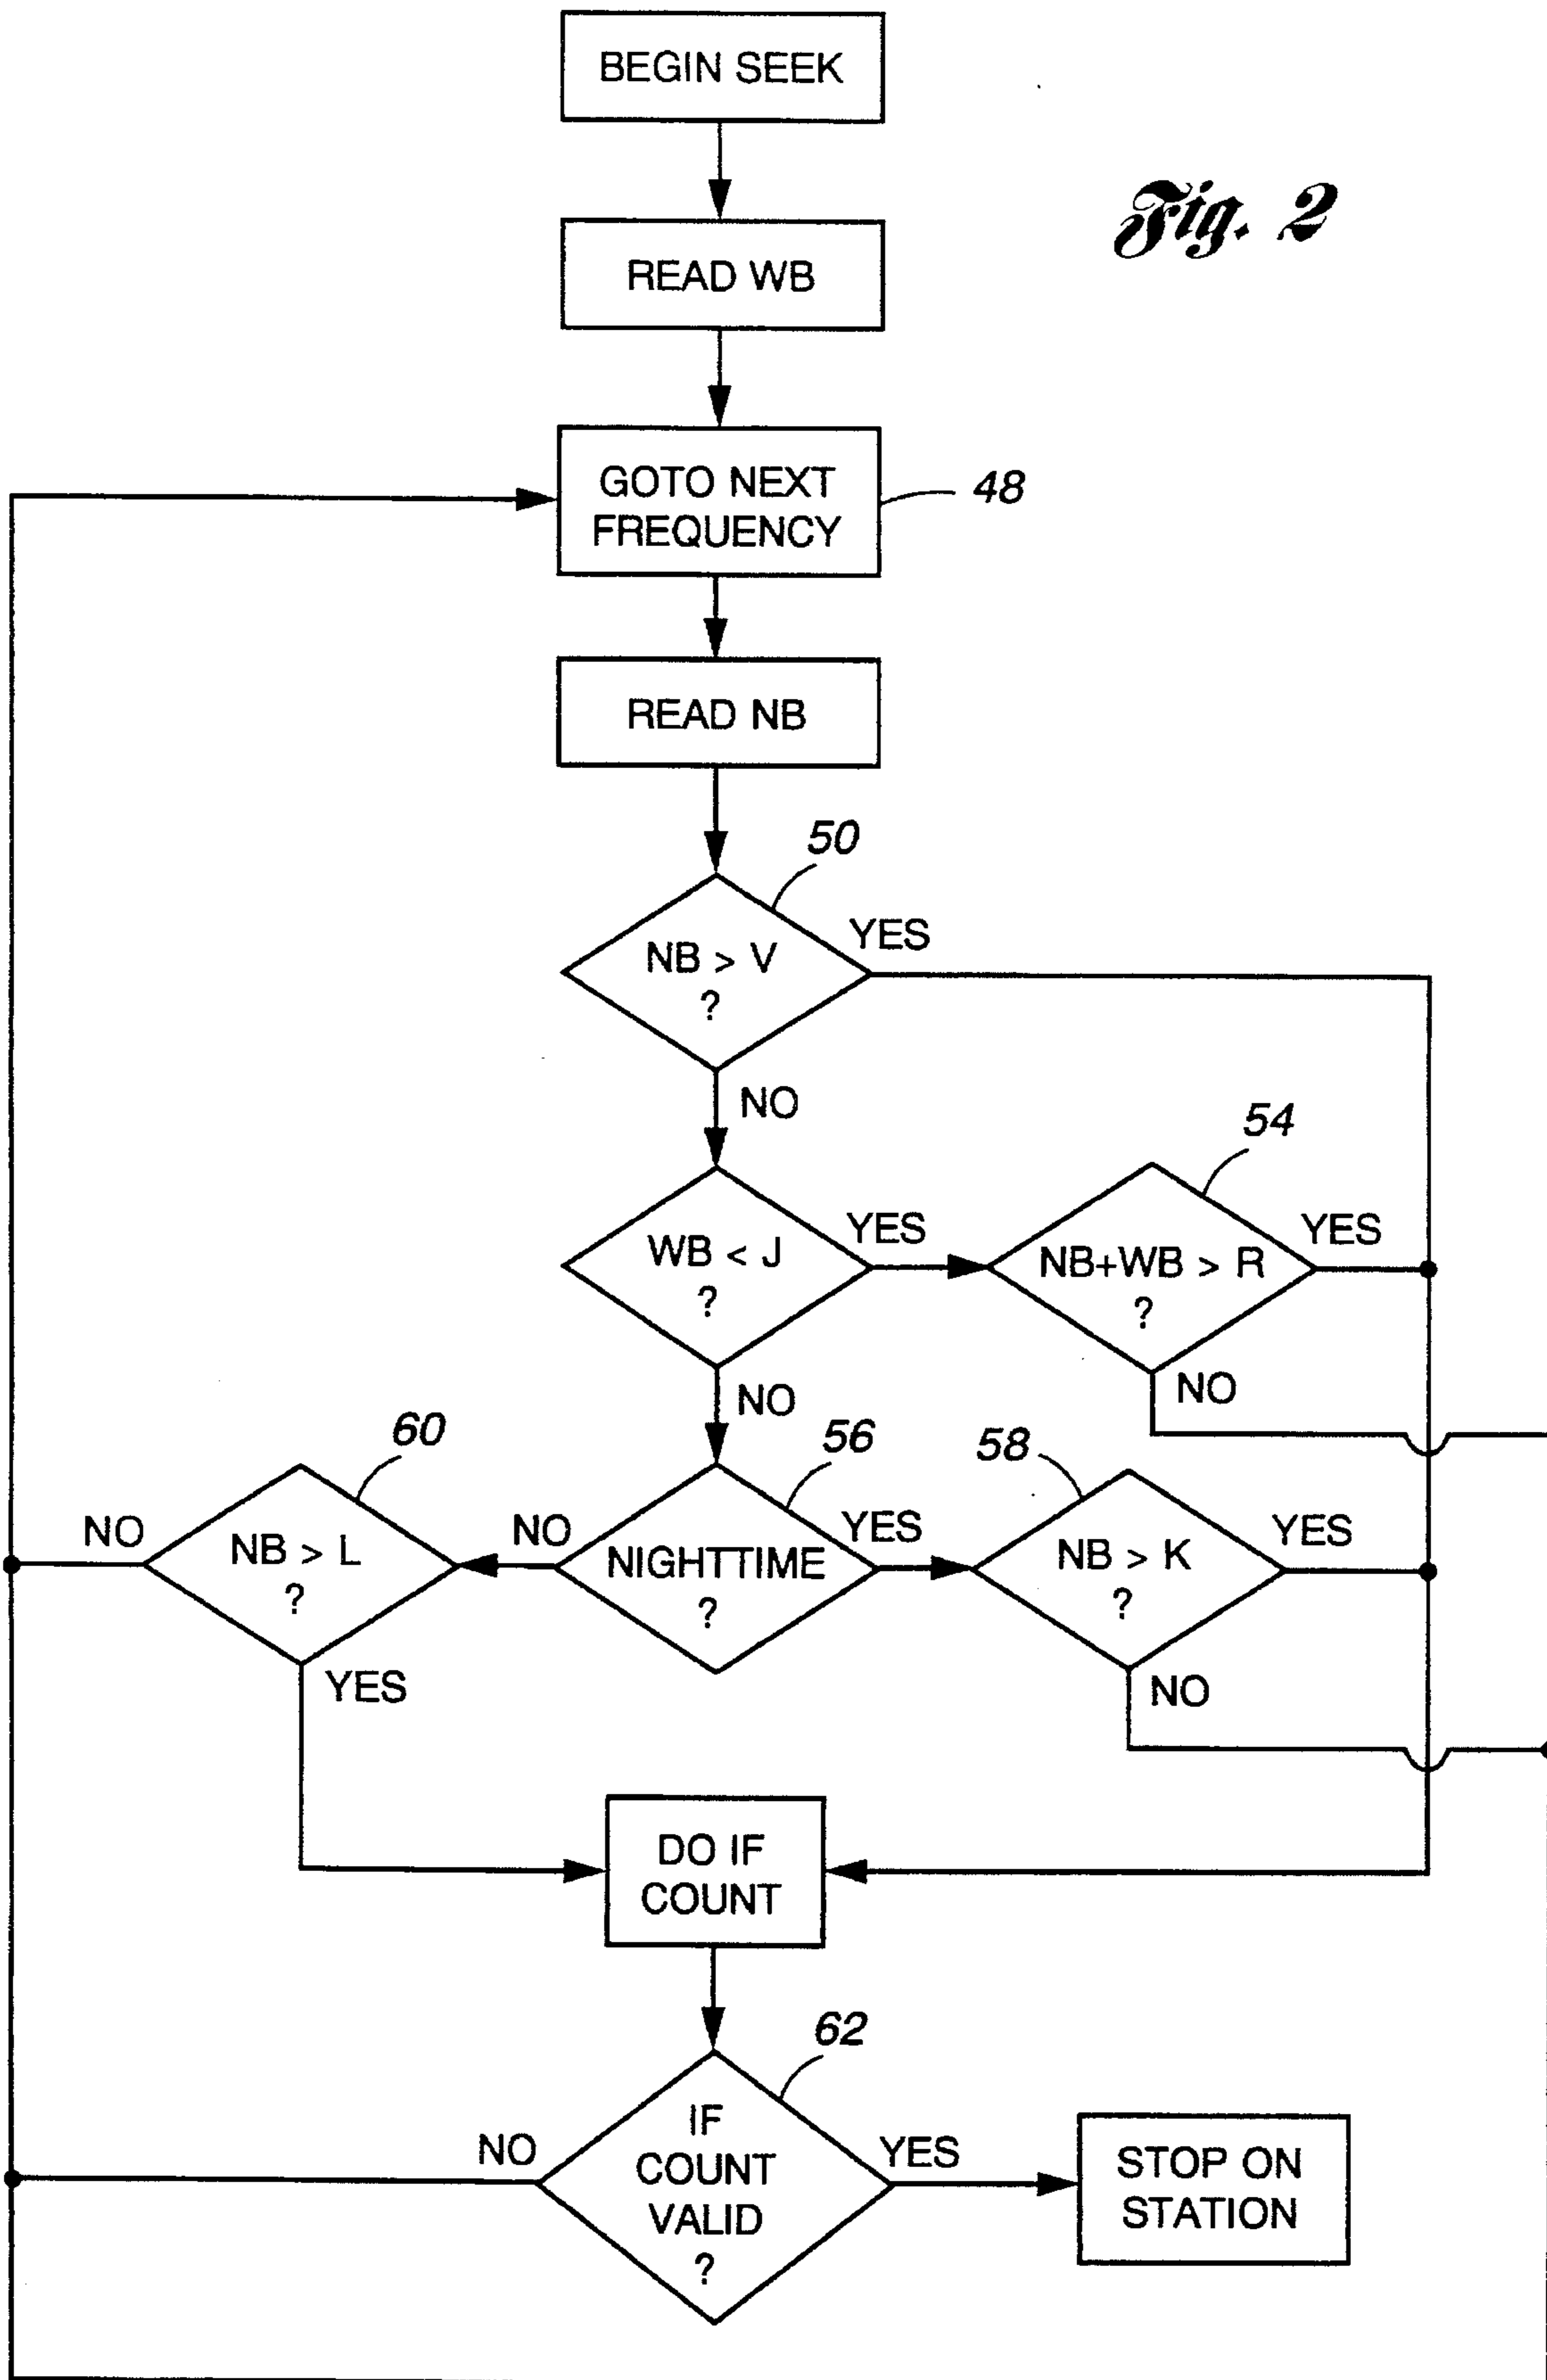 BEGIN SEEK
Fig. 2
READ WB
GOTO NEXT
FREQUENCY
48
READ NB
50
NB > V
?
YES
NO
54
WB < J
?
YES
NB+WB > R
?
YES
NO
NO
60
56
58
NO
NB > L
?
NO
NIGHTTIME
?
YES
NB > K
?
YES
YES
NO
DO IF
COUNT
62
NO
IF
COUNT
VALID
?
YES
STOP ON
STATION